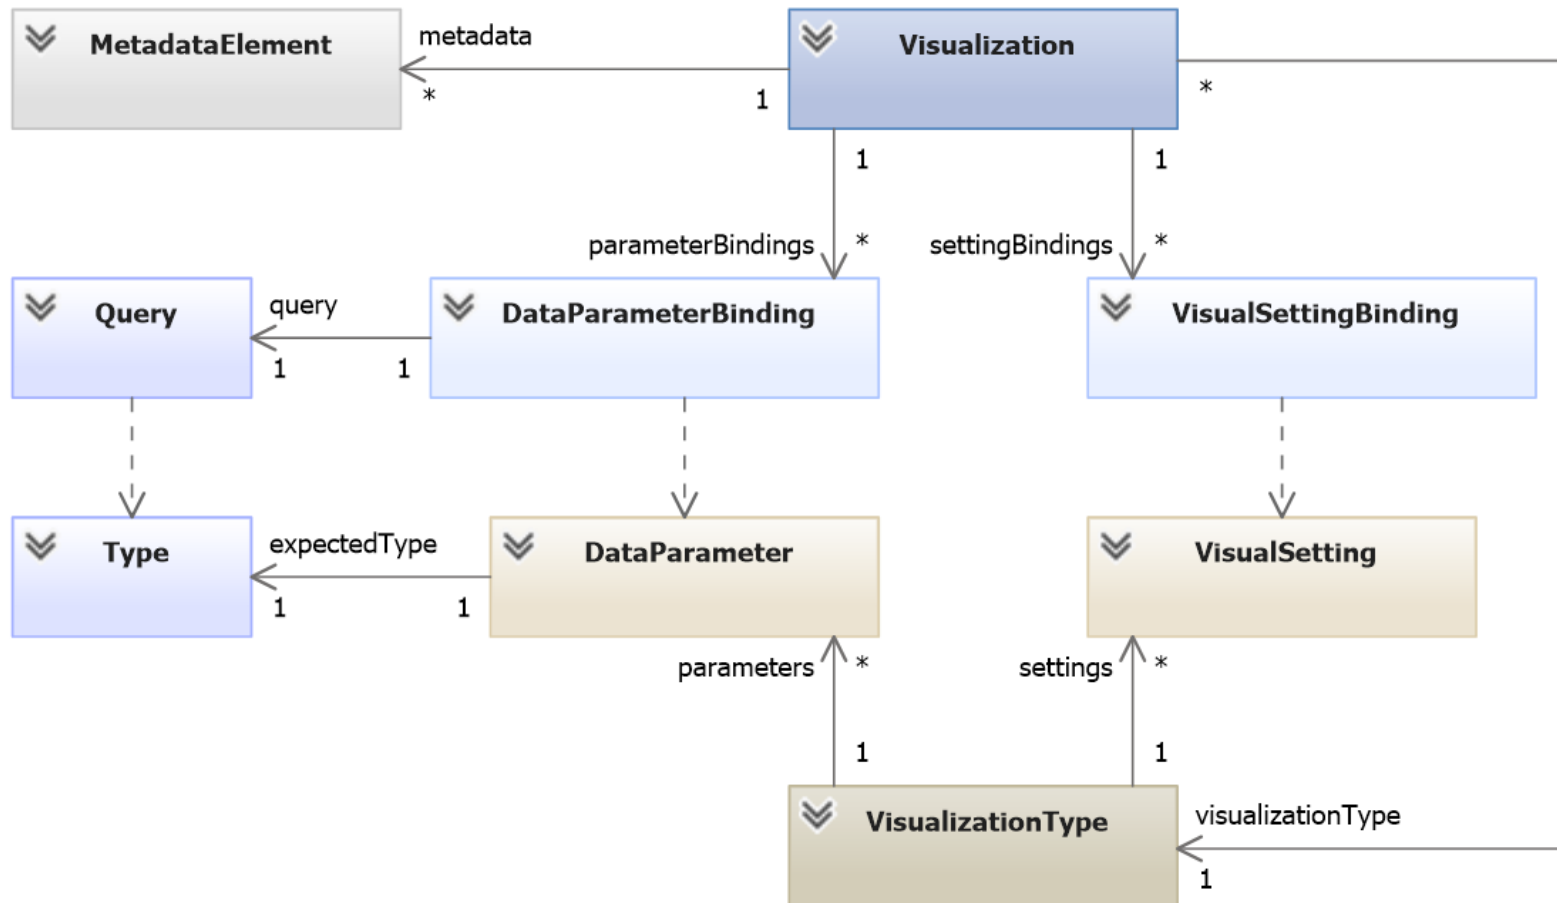 MetadataElement
metadata
*
1
Visualization
*
1
1
parameterBindings
*
settingBindings
*
Query
query
1
1
DataParameterBinding
VisualSettingBinding
Type
expectedType
1
1
DataParameter
VisualSetting
parameters
*
settings
*
1
1
VisualizationType
visualizationType
1